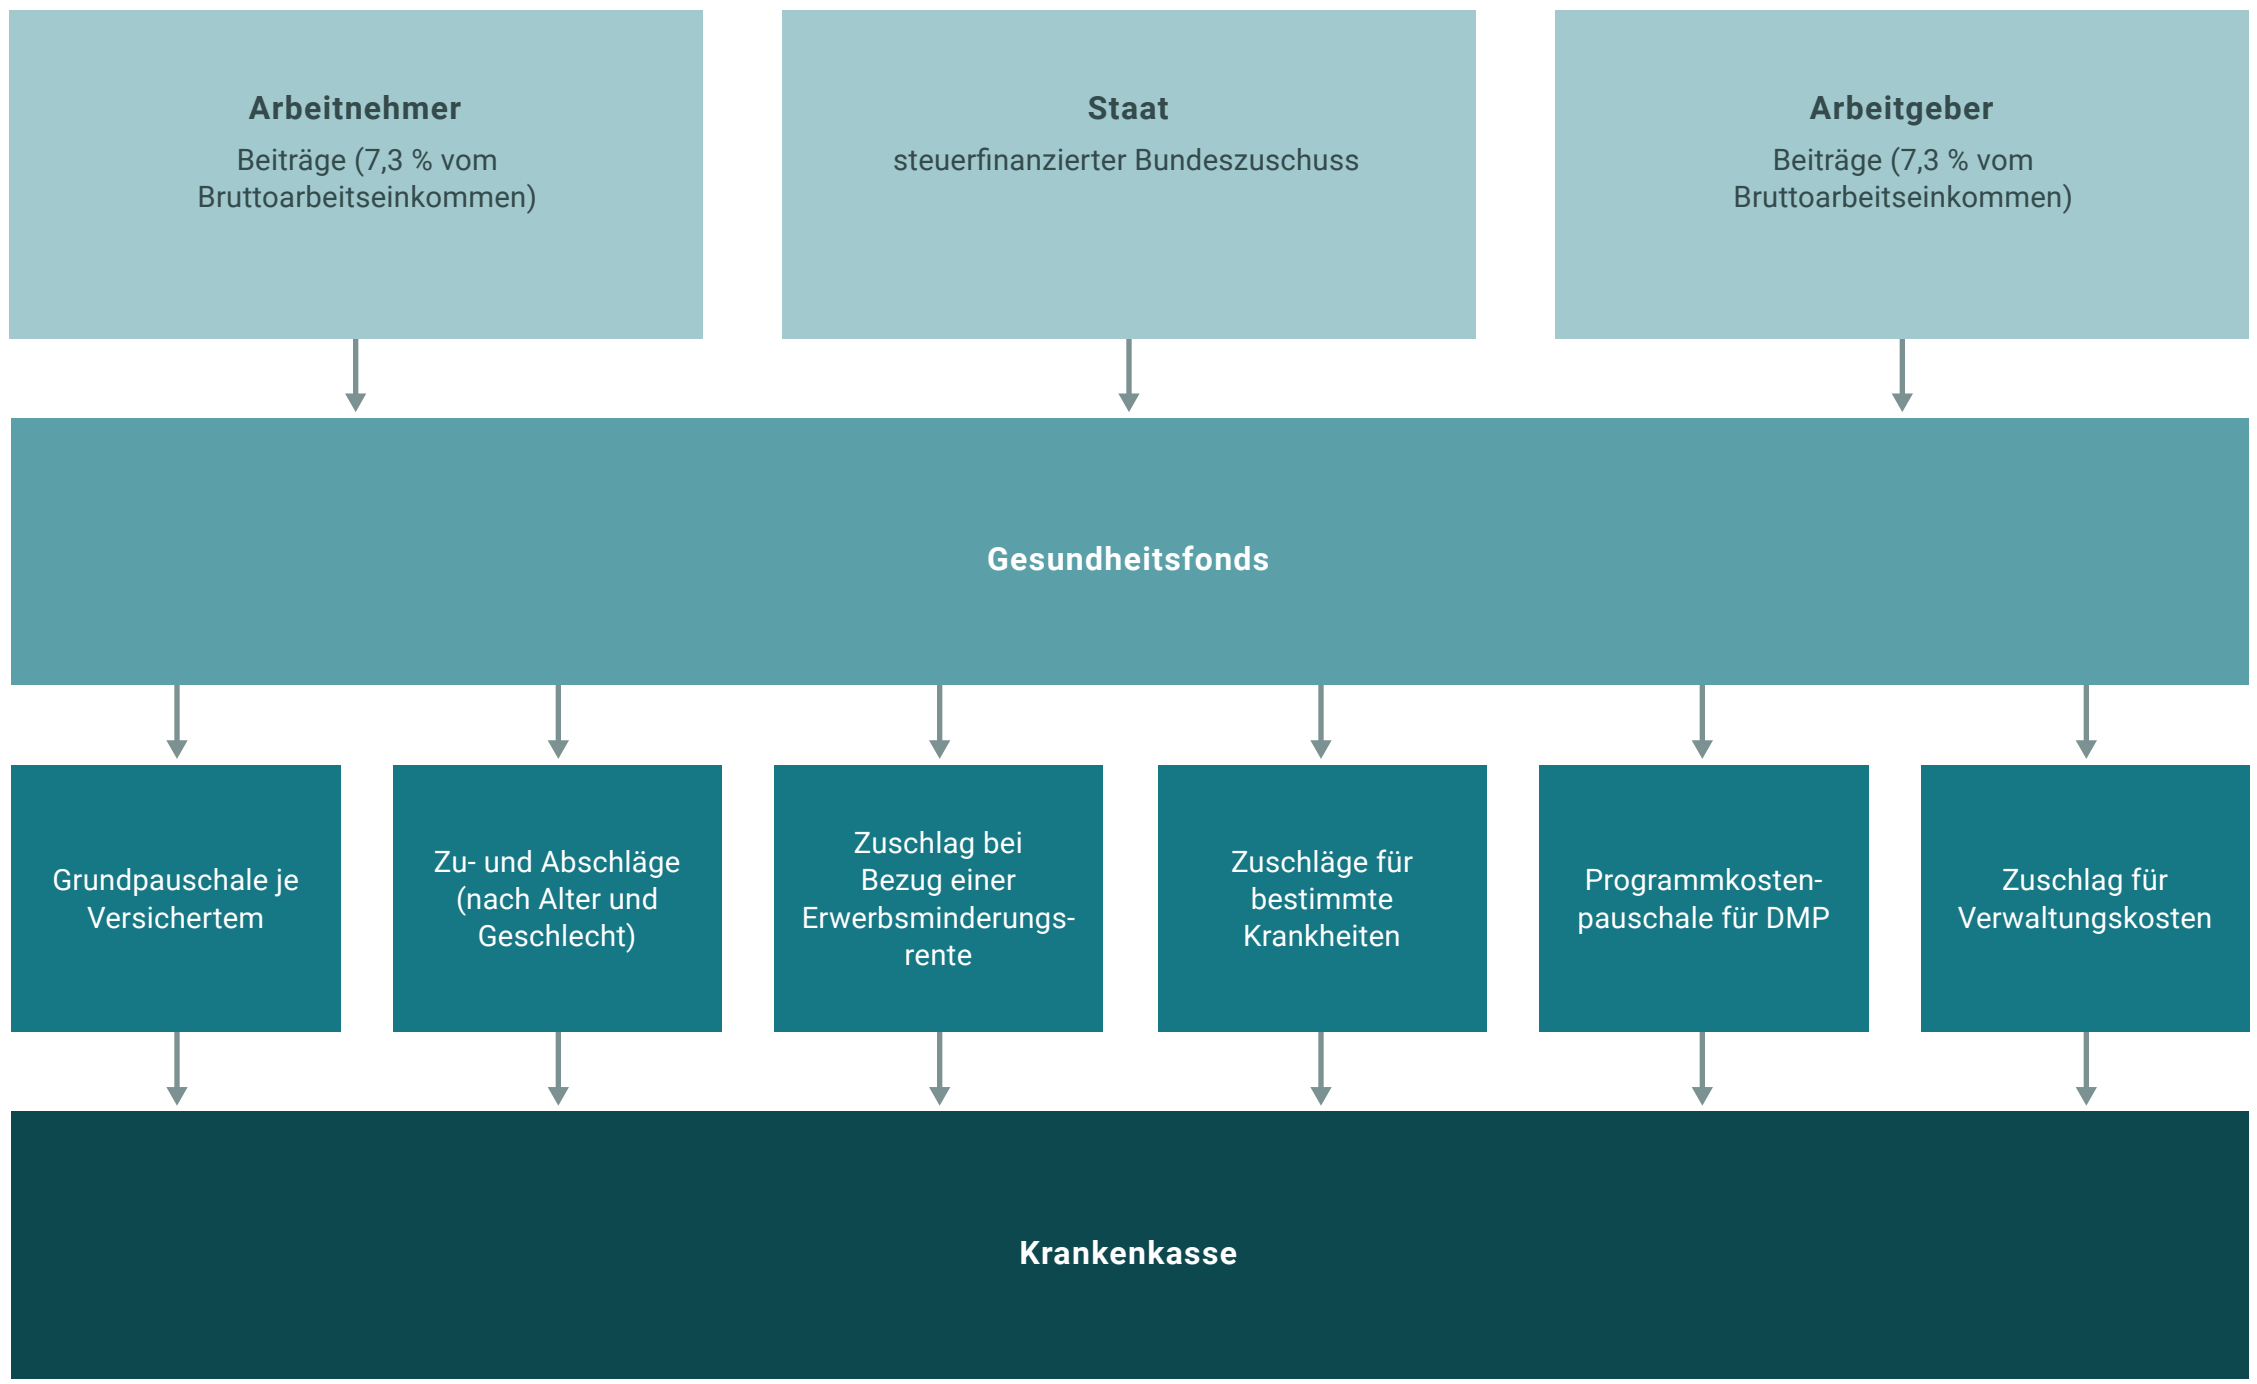 Arbeitnehmer
Beiträge (7,3 % vom
Bruttoarbeitseinkommen)
Staat
steuerfinanzierter Bundeszuschuss
Arbeitgeber
Beiträge (7,3 % vom
Bruttoarbeitseinkommen)
Gesundheitsfonds
Grundpauschale je
Versichertem
Zu- und Abschläge
(nach Alter und
Geschlecht)
Zuschlag bei
Bezug einer
Erwerbsminderungs-
rente
Zuschläge für
bestimmte
Krankheiten
Programmkosten-
pauschale für DMP
Zuschlag für
Verwaltungskosten
Krankenkasse